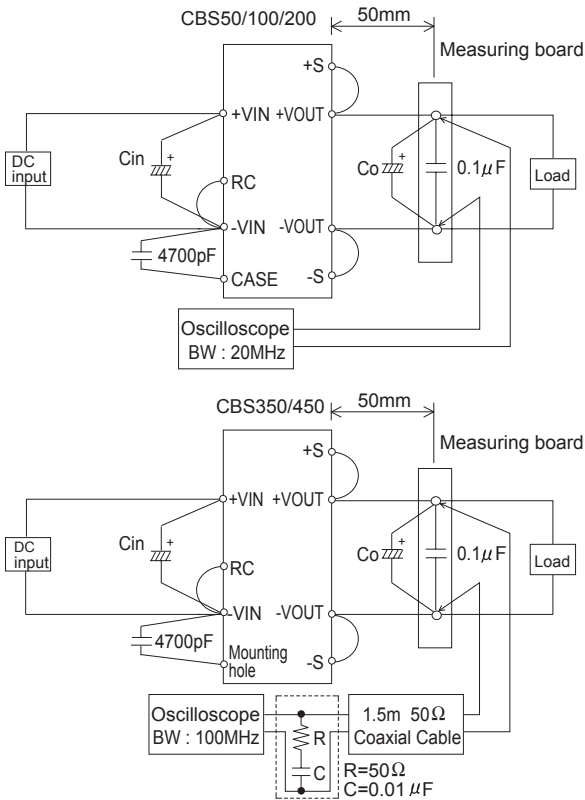 CBS50/100/200
50mm
Measuring board
+S
+VIN +VOUT
DC
input
Cin
+
RC
Co
+
0.1μF
Load
-VIN -VOUT
4700pF
CASE
-S
Oscilloscope
BW : 20MHz
CBS350/450
50mm
Measuring board
+S
+VIN +VOUT
DC
input
Cin
+
RC
Co
+
0.1μF
Load
-VIN -VOUT
4700pF
Mounting
hole
-S
Oscilloscope
BW : 100MHz
R
C
1.5m 50Ω
Coaxial Cable
R=50Ω
C=0.01 μF